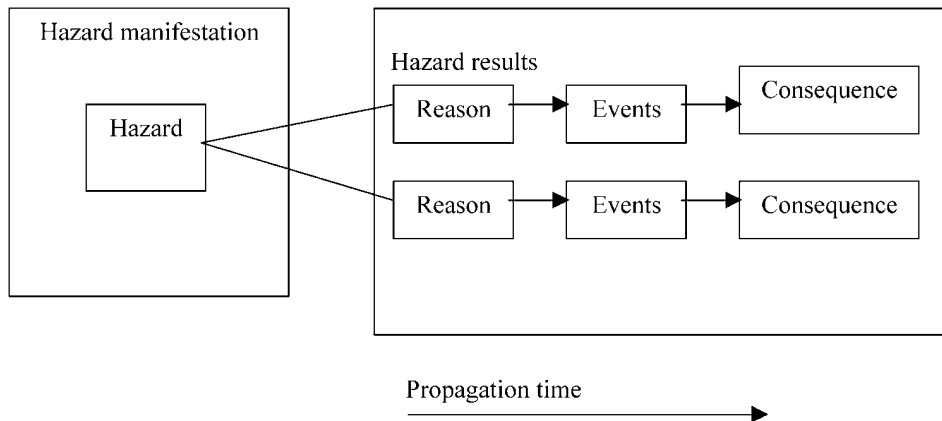 Hazard manifestation
Hazard
Hazard results
Reason
Events
Consequence
Reason
Events
Consequence
Propagation time